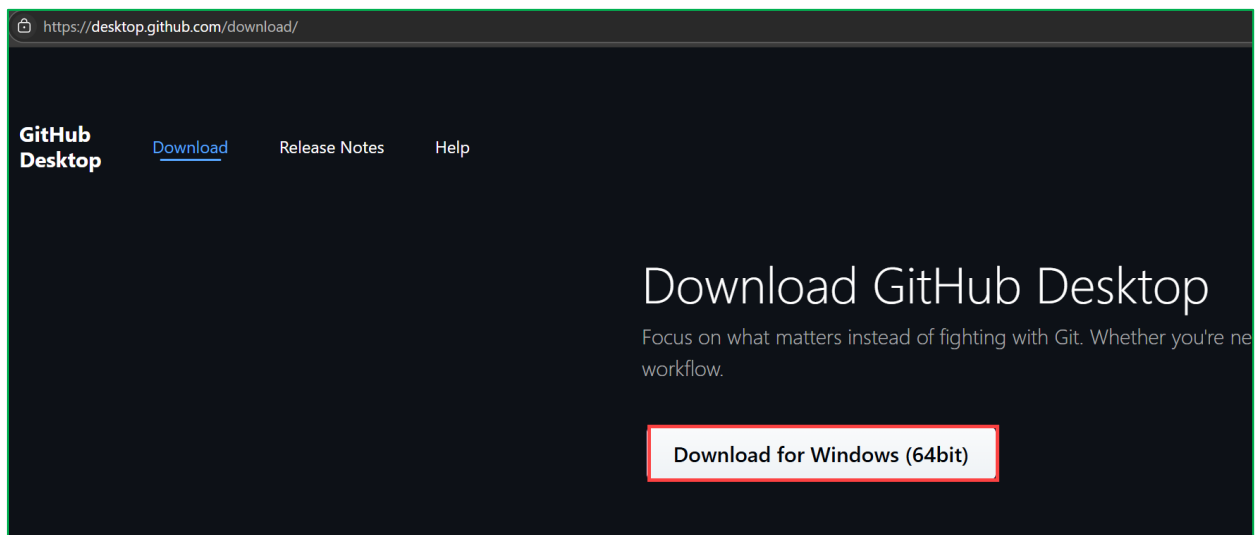 https://desktop.github.com/download/
GitHub
Desktop
Download
Release Notes
Help
Download GitHub Desktop
Focus on what matters instead of fighting with Git. Whether you're ne
workflow.
Download for Windows (64bit)